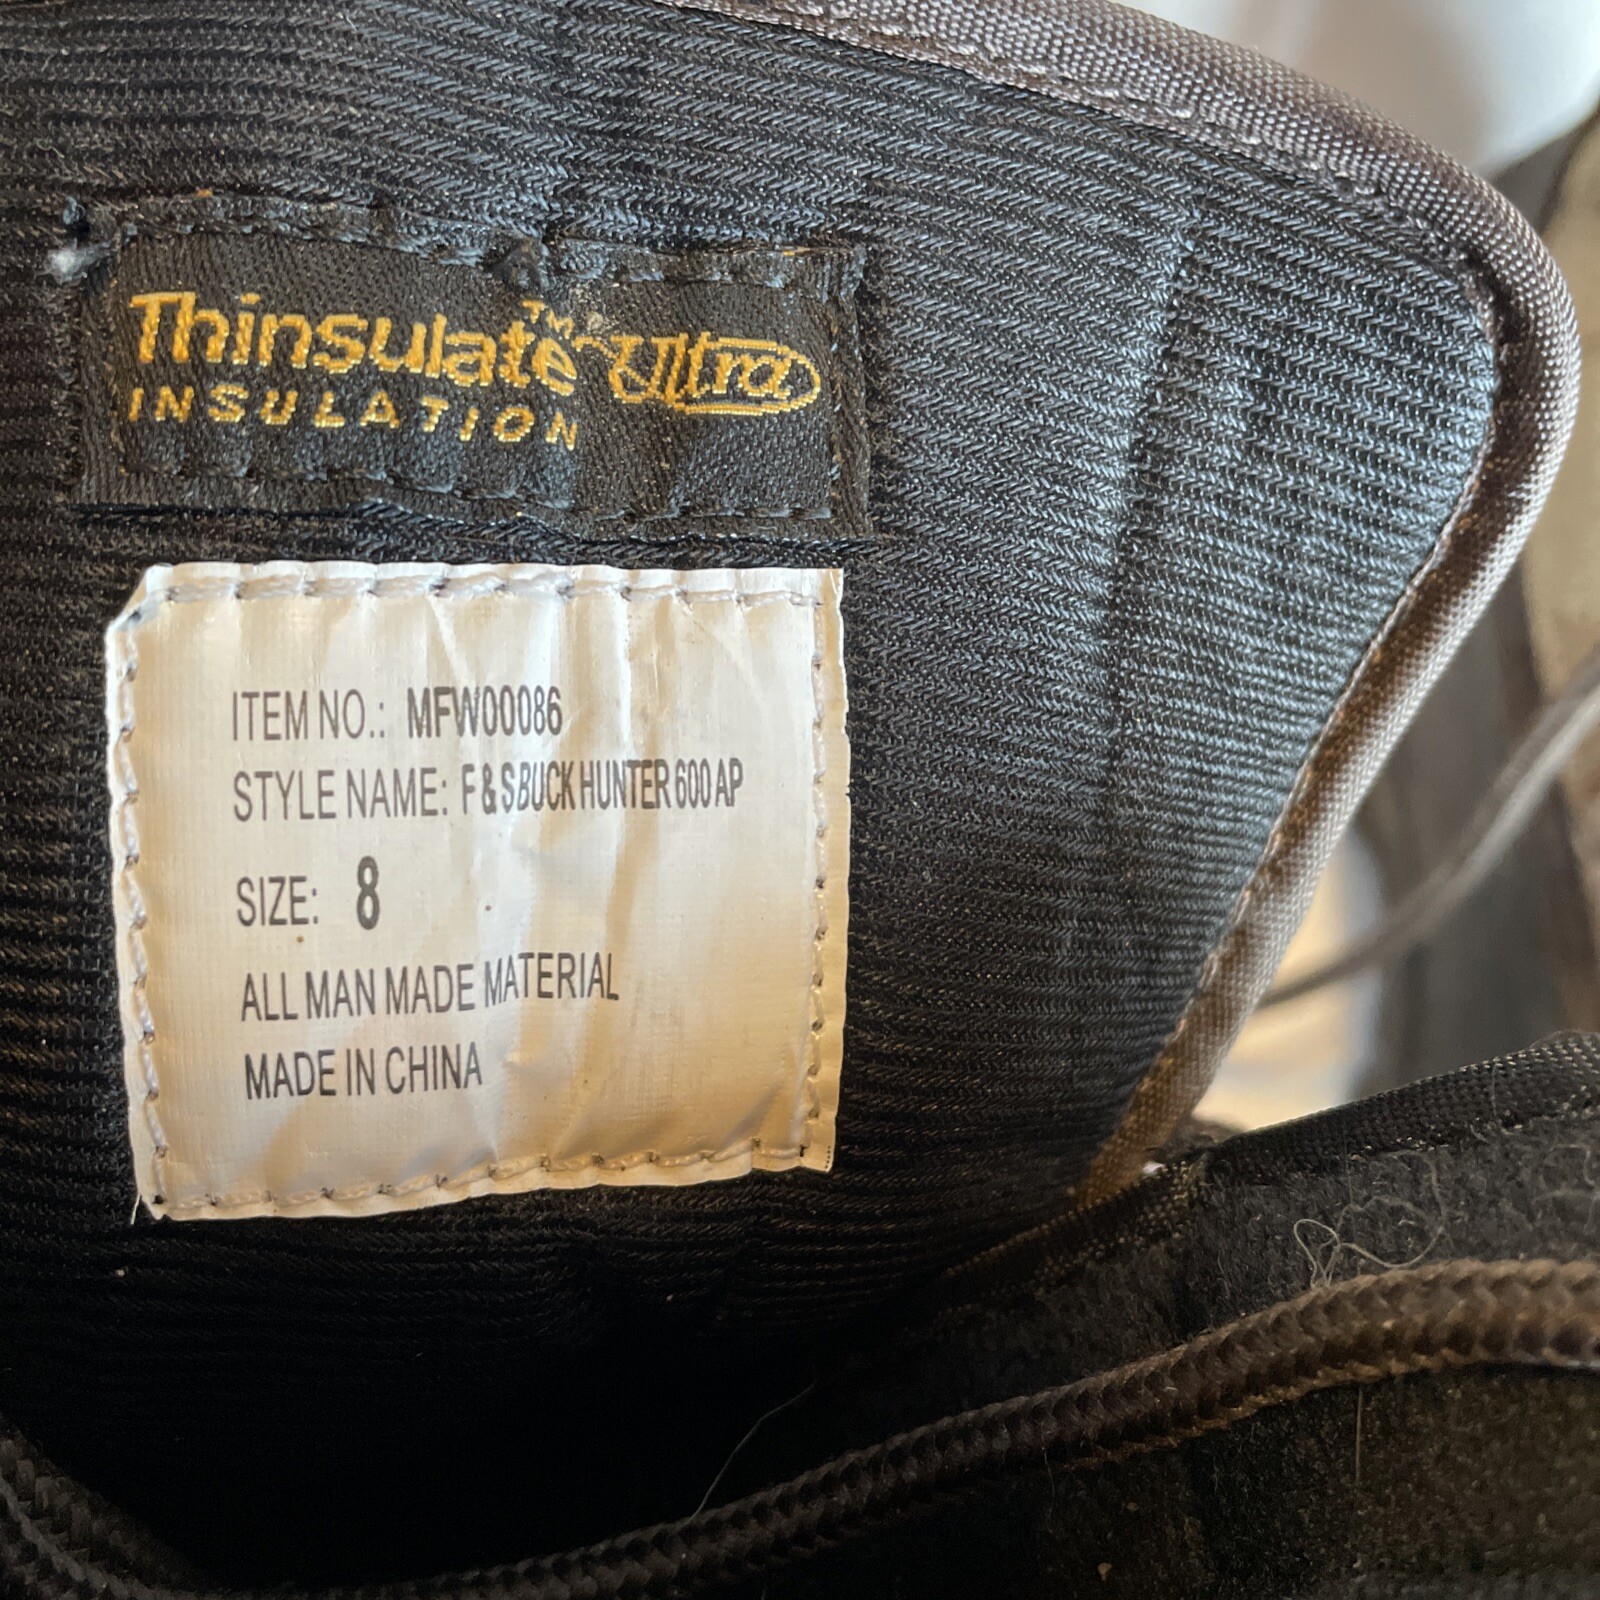 Thinsulate™ Ultra
INSULATION
ITEM NO.: MFW00086
STYLE NAME: F & S BUCK HUNTER 600 AP
SIZE: 8
ALL MAN MADE MATERIAL
MADE IN CHINA